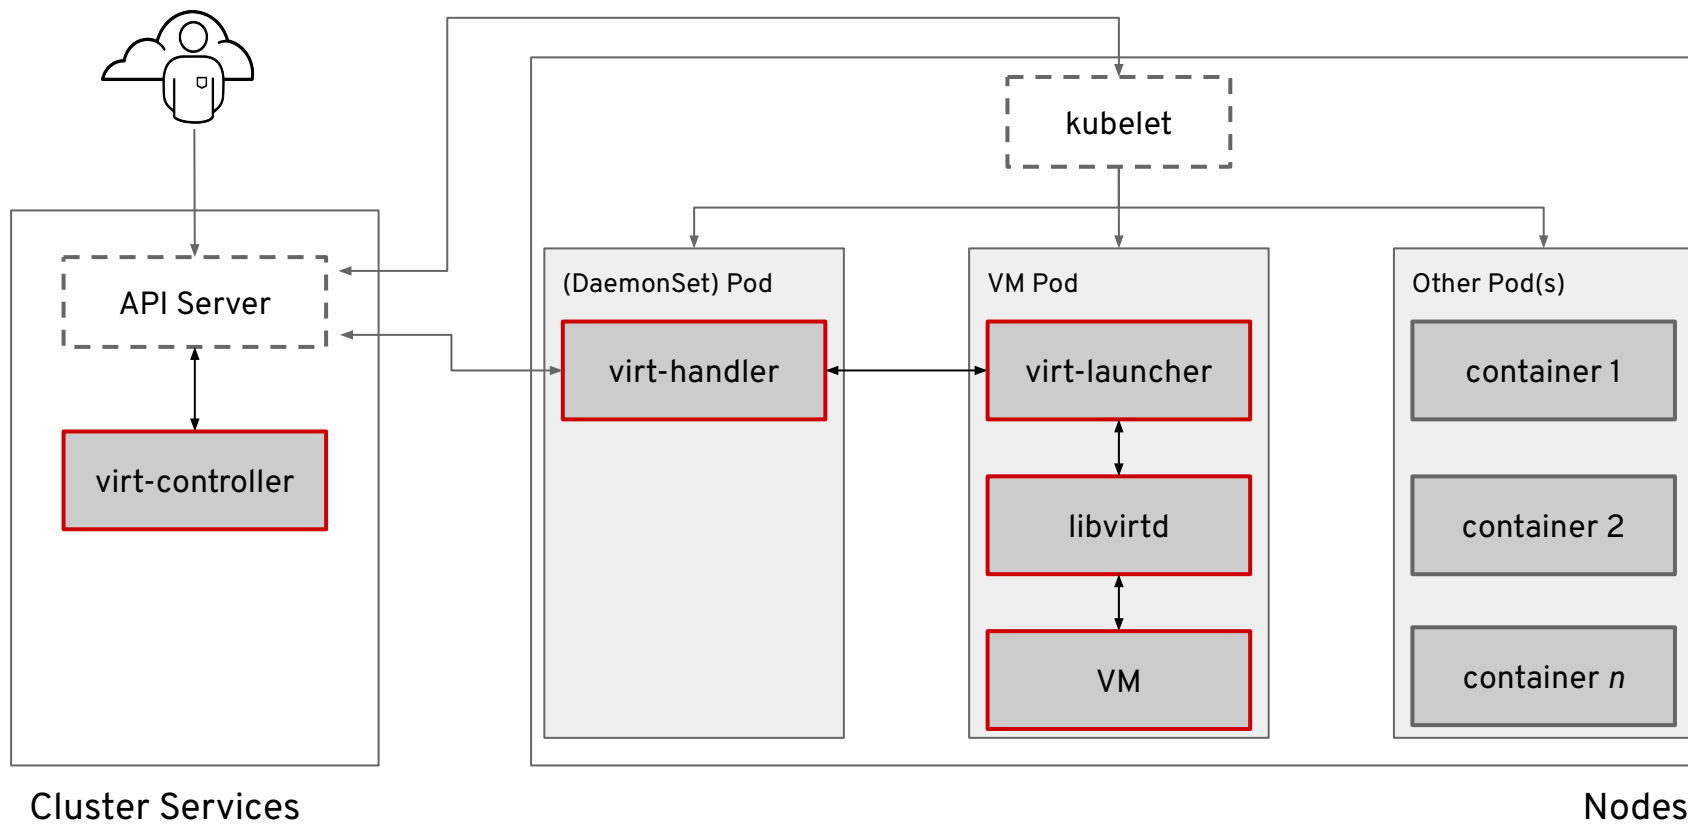 kubelet
API Server
(DaemonSet) Pod
VM Pod
Other Pod(s)
virt-handler
virt-launcher
container 1
virt-controller
libvirtd
container 2
VM
container n
Cluster Services
Nodes